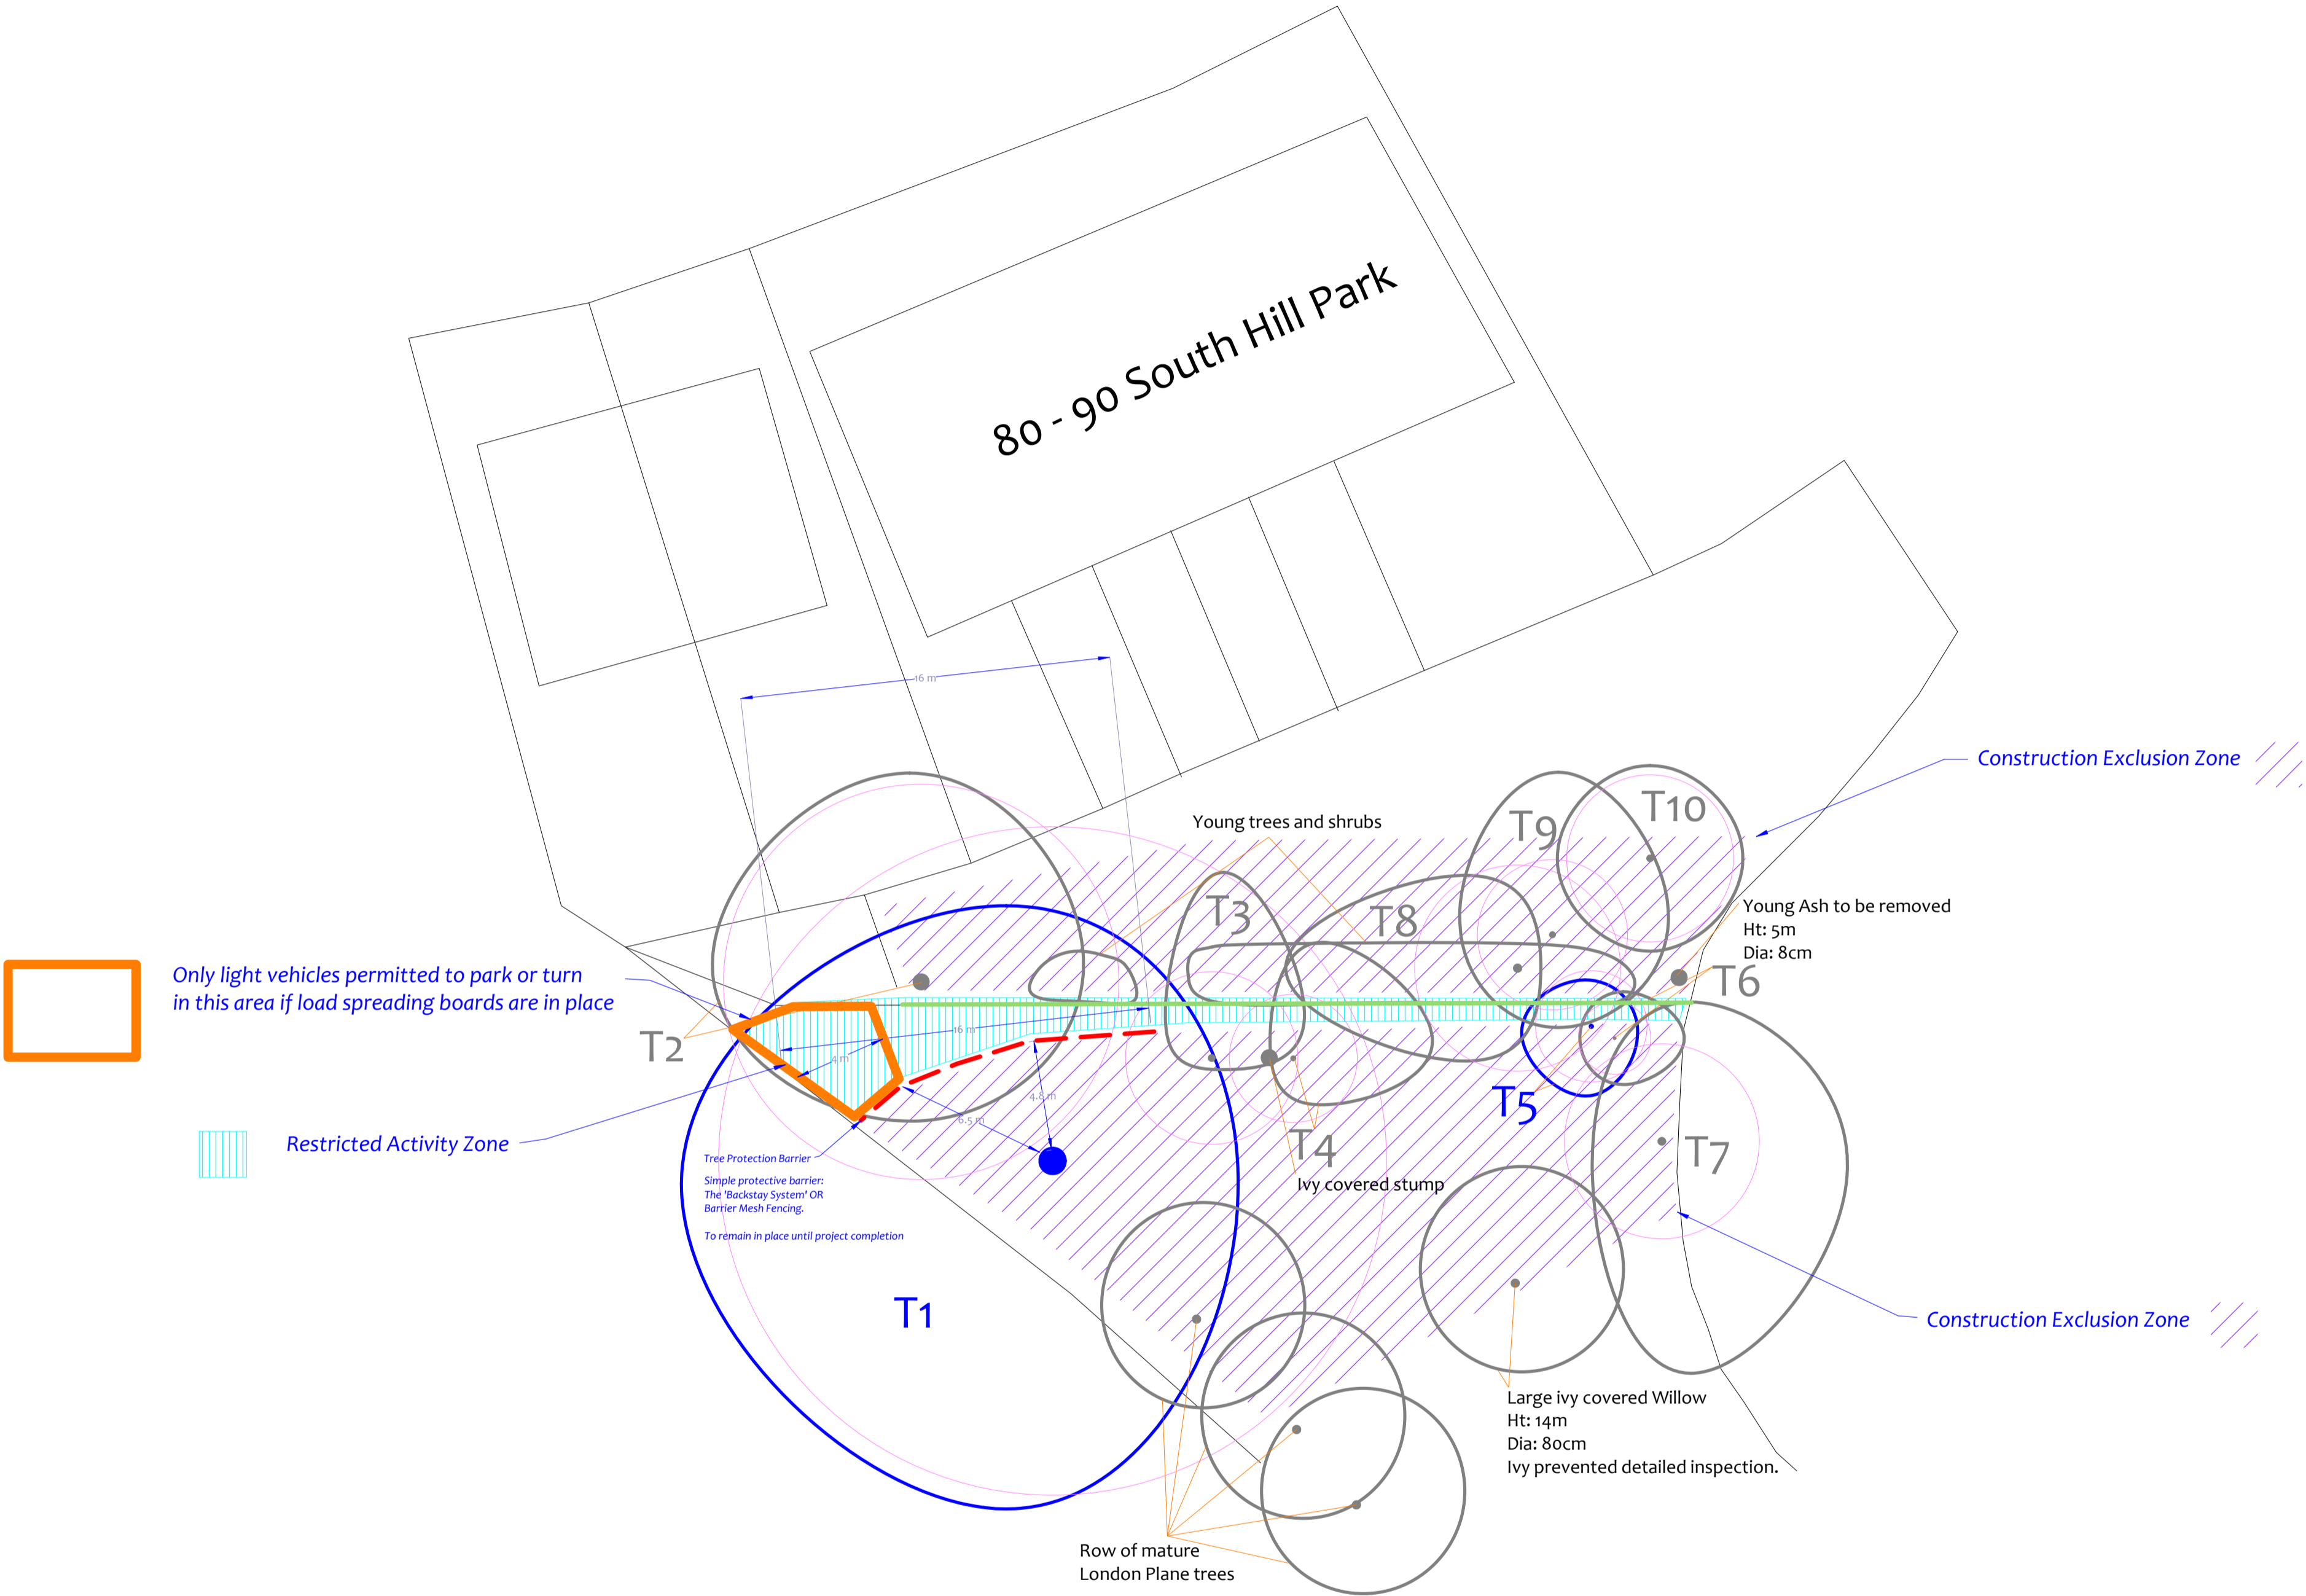 80 - 90 South Hill Park
16 m
Construction Exclusion Zone
Young trees and shrubs
T9
T10
T3
T8
Young Ash to be removed
Ht: 5m
Dia: 8cm
T6
Only light vehicles permitted to park or turn
in this area if load spreading boards are in place
T2
16 m
4 m
4.8 m
6.5 m
T5
Restricted Activity Zone
T4
T7
Tree Protection Barrier
Simple protective barrier:
The 'Backstay System' OR
Barrier Mesh Fencing.
To remain in place until project completion
Ivy covered stump
T1
Construction Exclusion Zone
Large ivy covered Willow
Ht: 14m
Dia: 80cm
Ivy prevented detailed inspection.
Row of mature
London Plane trees